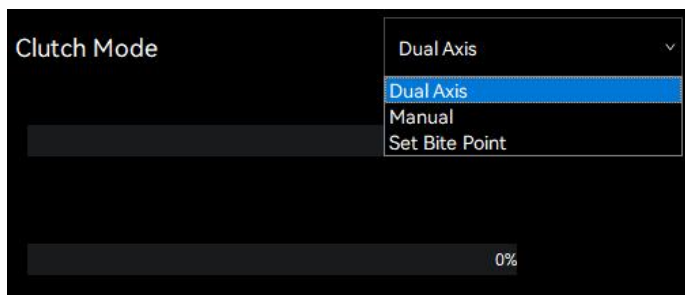 Clutch Mode
Dual Axis
Dual Axis
Manual
Set Bite Point
0%